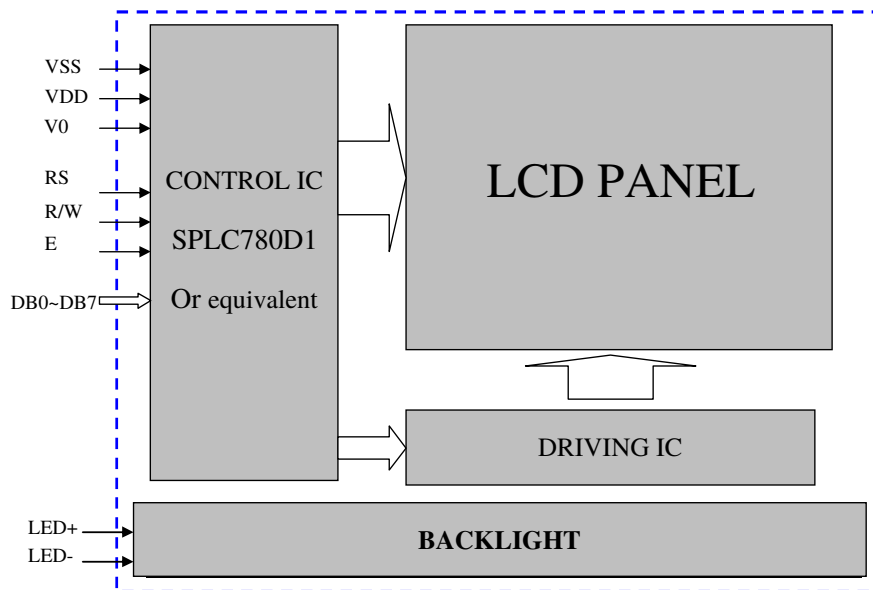 VSS
VDD
V0
RS
R/W
E
DB0~DB7
CONTROL IC
SPLC780D1
Or equivalent
LCD PANEL
DRIVING IC
LED+
LED-
BACKLIGHT